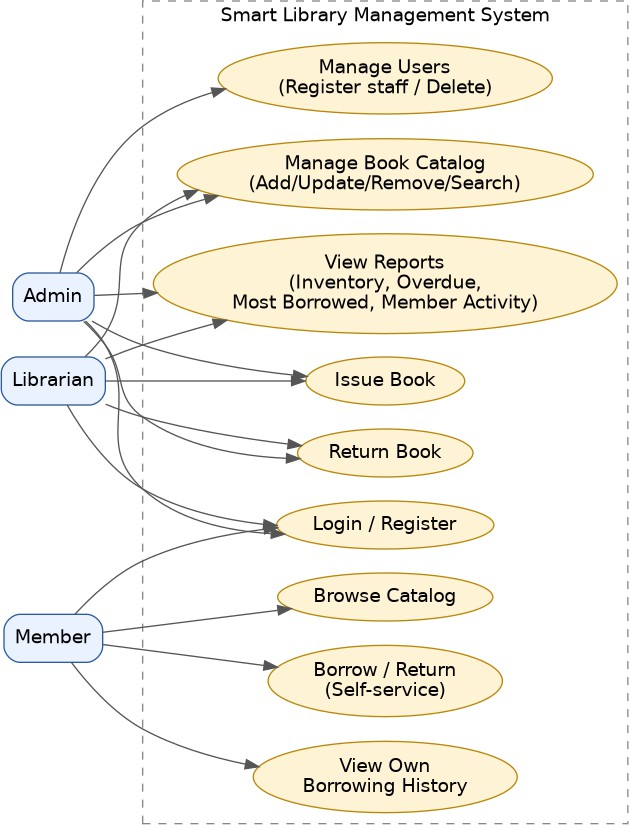 Smart Library Management System
Manage Users
(Register staff / Delete)
Manage Book Catalog
(Add/Update/Remove/Search)
View Reports
(Inventory, Overdue,
Most Borrowed, Member Activity)
Admin
Librarian
Issue Book
Return Book
Login / Register
Browse Catalog
Member
Borrow / Return
(Self-service)
View Own
Borrowing History